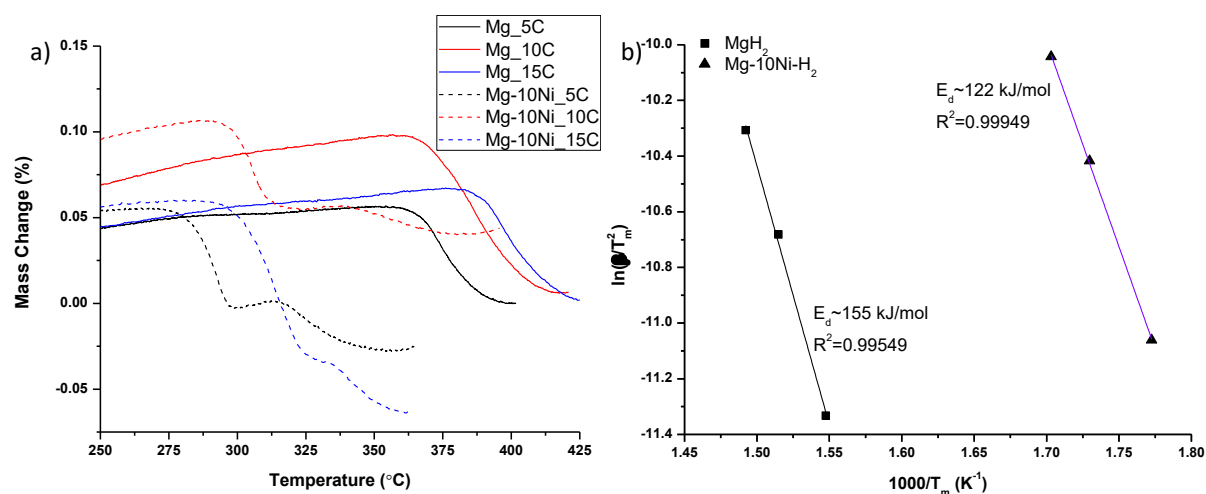 a)
Mg_5C
Mg_10C
Mg_15C
Mg-10Ni_5C
Mg-10Ni_10C
Mg-10Ni_15C
0.15
0.10
0.05
0.00
-0.05
250 275 300 325 350 375 400 425
Mass Change (%)
Temperature (°C)
b)
MgH₂
Mg-10Ni-H₂
E_d~122 kJ/mol
R²=0.99949
E_d~155 kJ/mol
R²=0.99549
-10.0
-10.2
-10.4
-10.6
-10.8
-11.0
-11.2
-11.4
1.45 1.50 1.55 1.60 1.65 1.70 1.75 1.80
/T_m²)
ln(
1000/T_m (K⁻¹)